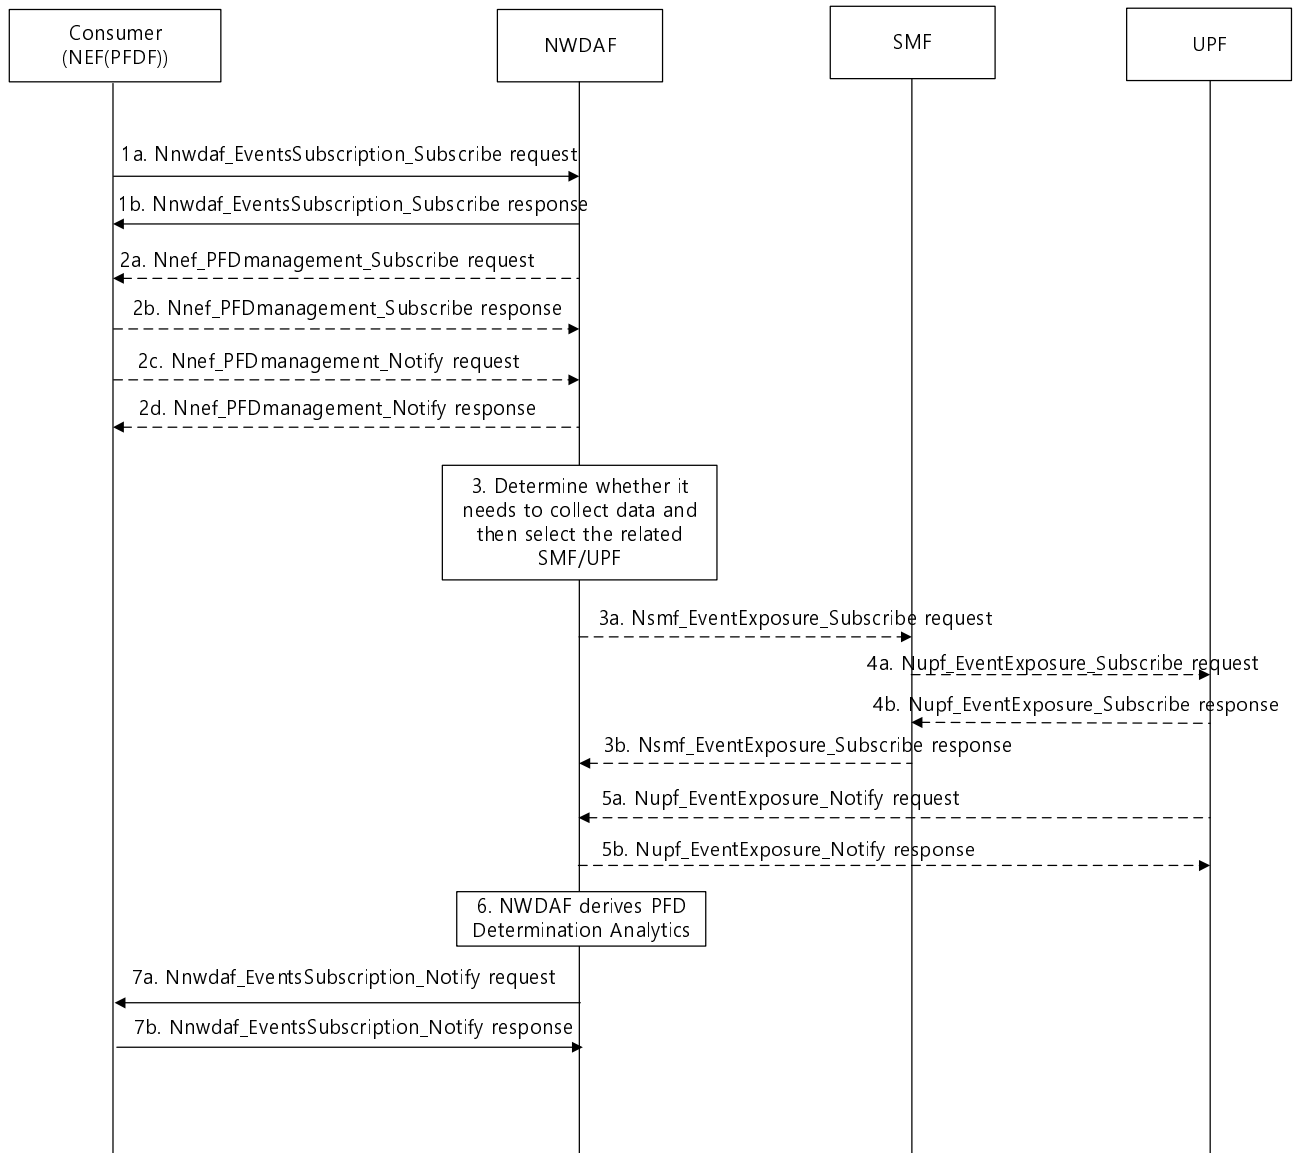 Consumer
(NEF(PFDF))
NWDAF
SMF
UPF
1a. Nnwdaf_EventsSubscription_Subscribe request
1b. Nnwdaf_EventsSubscription_Subscribe response
2a. Nnef_PFDmanagement_Subscribe request
2b. Nnef_PFDmanagement_Subscribe response
2c. Nnef_PFDmanagement_Notify request
2d. Nnef_PFDmanagement_Notify response
3. Determine whether it
needs to collect data and
then select the related
SMF/UPF
3a. Nsmf_EventExposure_Subscribe request
4a. Nupf_EventExposure_Subscribe request
4b. Nupf_EventExposure_Subscribe response
3b. Nsmf_EventExposure_Subscribe response
5a. Nupf_EventExposure_Notify request
5b. Nupf_EventExposure_Notify response
6. NWDAF derives PFD
Determination Analytics
7a. Nnwdaf_EventsSubscription_Notify request
7b. Nnwdaf_EventsSubscription_Notify response